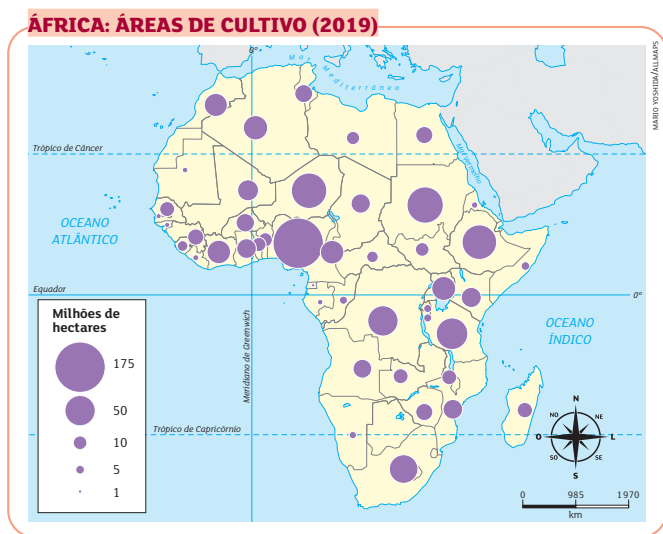 ÁFRICA: ÁREAS DE CULTIVO (2019)
MARIO YOSHIDA/ALLMAPS
0°
Mar Mediterrâneo
Trópico de Câncer
Mar Vermelho
OCEANO
ATLÂNTICO
Equador
0°
Milhões de
hectares
175
50
10
5
1
Meridiano de Greenwich
OCEANO
ÍNDICO
Trópico de Capricórnio
N
NO
NE
O
L
SO
SE
S
0
985
1970
km